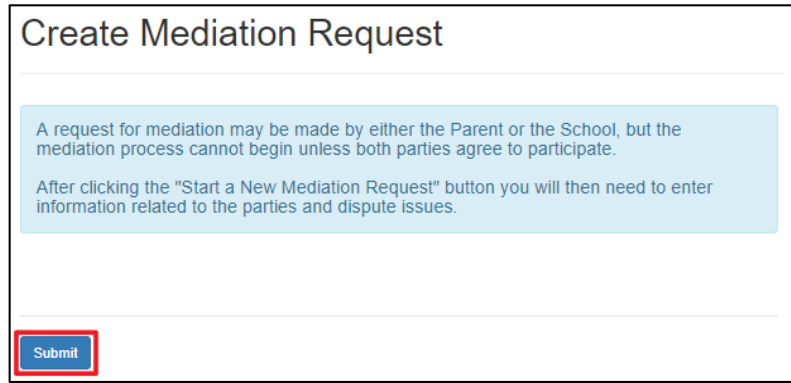 Create Mediation Request
A request for mediation may be made by either the Parent or the School, but the
mediation process cannot begin unless both parties agree to participate.
After clicking the "Start a New Mediation Request" button you will then need to enter
information related to the parties and dispute issues.
Submit